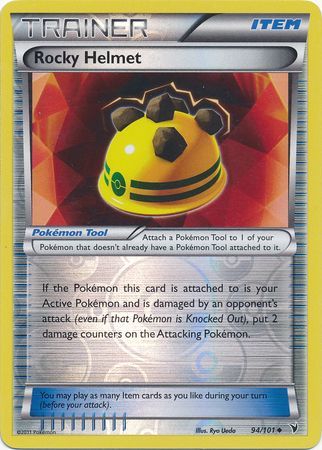 TRAINER ITEM
Rocky Helmet
Pokémon Tool
Attach a Pokémon Tool to 1 of your
Pokémon that doesn't already have a Pokémon Tool attached to it.
If the Pokémon this card is attached to is your
Active Pokémon and is damaged by an opponent's
attack (even if that Pokémon is Knocked Out), put 2
damage counters on the Attacking Pokémon.
You may play as many Item cards as you like during your turn
(before your attack).
©2011 Pokémon Illus. Ryo Ueda 94/101